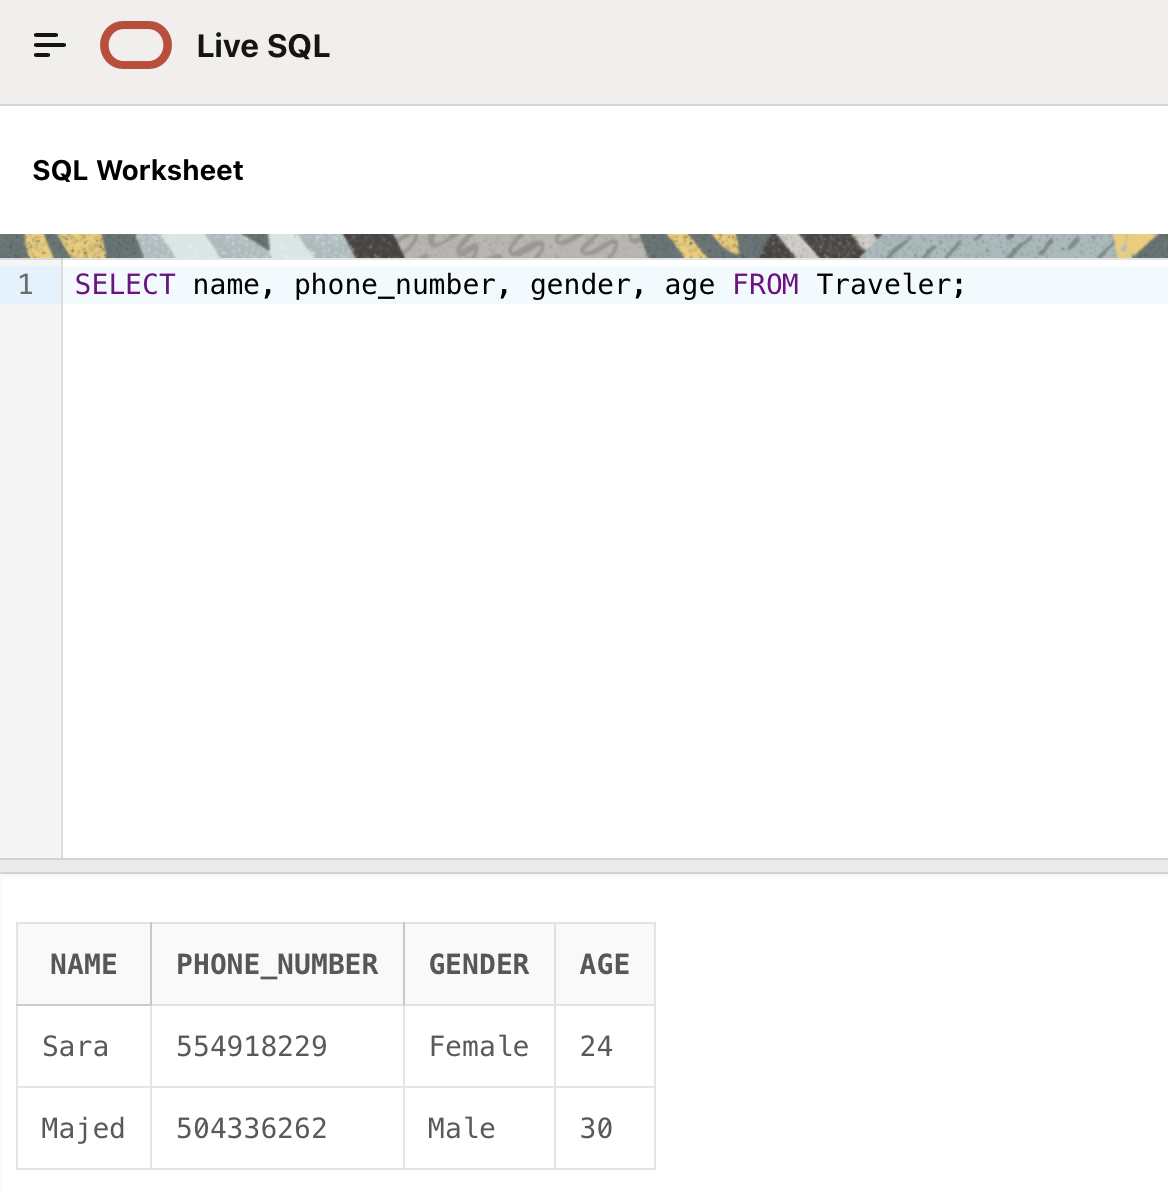 Live SQL
SQL Worksheet
1 SELECT name, phone_number, gender, age FROM Traveler;
NAME PHONE_NUMBER GENDER AGE
Sara 554918229 Female 24
Majed 504336262 Male 30